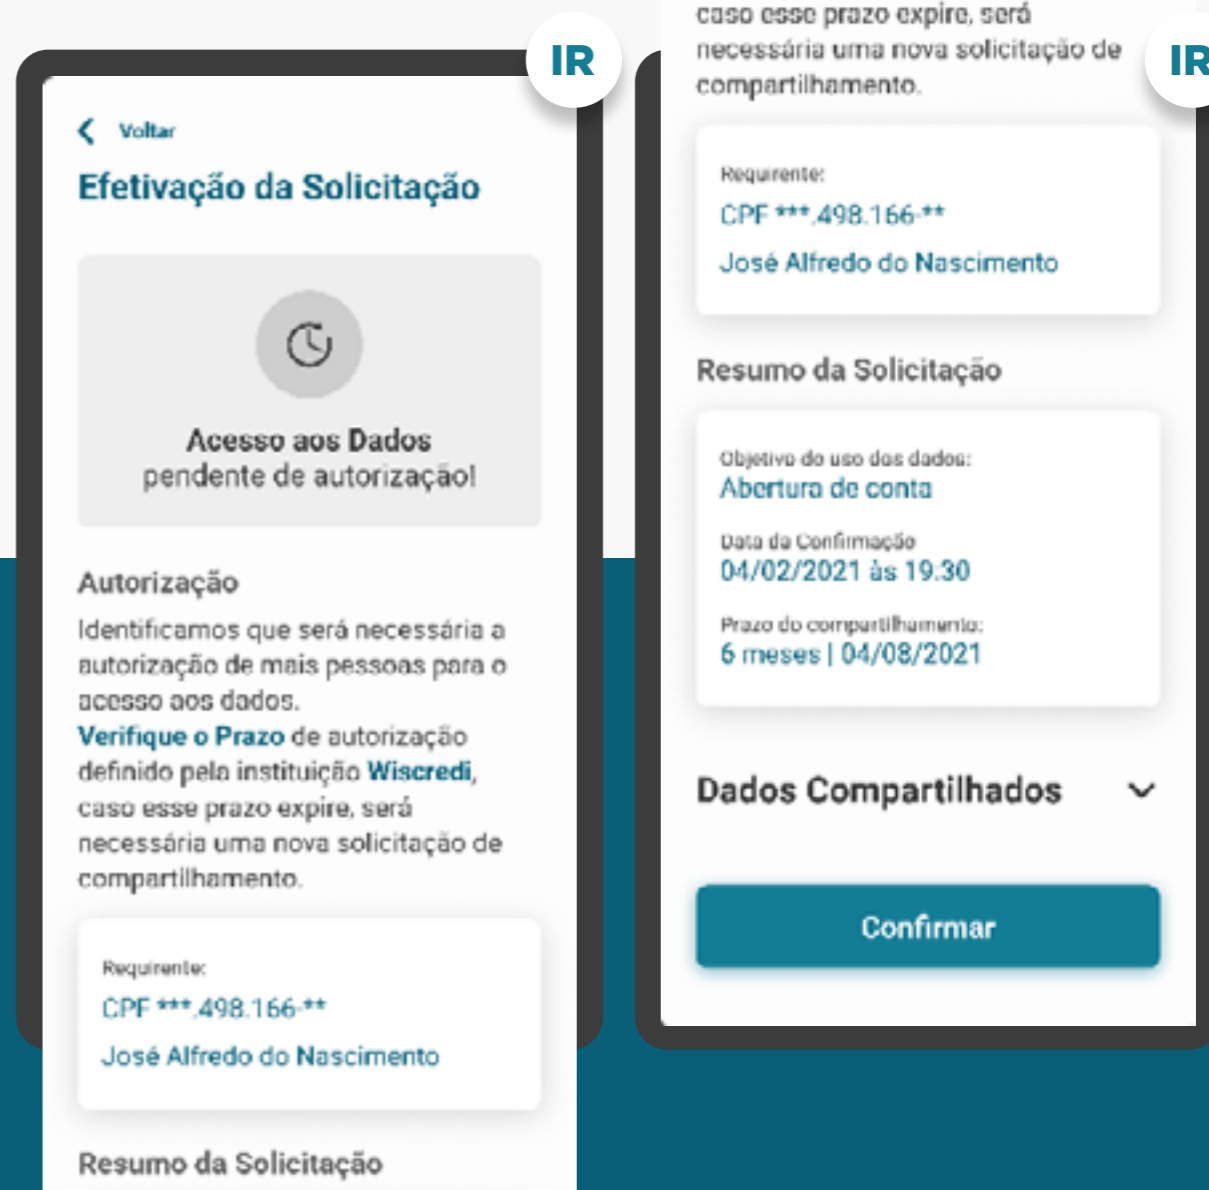 IR
Voltar
Efetivação da Solicitação
Acesso aos Dados
pendente de autorização!
Autorização
Identificamos que será necessária a
autorização de mais pessoas para o
acesso aos dados.
Verifique o Prazo de autorização
definido pela instituição Wiscredi,
caso esse prazo expire, será
necessária uma nova solicitação de
compartilhamento.
Requirente:
CPF ***.498.166-**
José Alfredo do Nascimento
Resumo da Solicitação
caso esse prazo expire, será
necessária uma nova solicitação de
compartilhamento.
IR
Requirente:
CPF ***.498.166-**
José Alfredo do Nascimento
Resumo da Solicitação
Objetivo do uso dos dados:
Abertura de conta
Data da Confirmação
04/02/2021 às 19.30
Prazo do compartilhamento:
6 meses | 04/08/2021
Dados Compartilhados
Confirmar